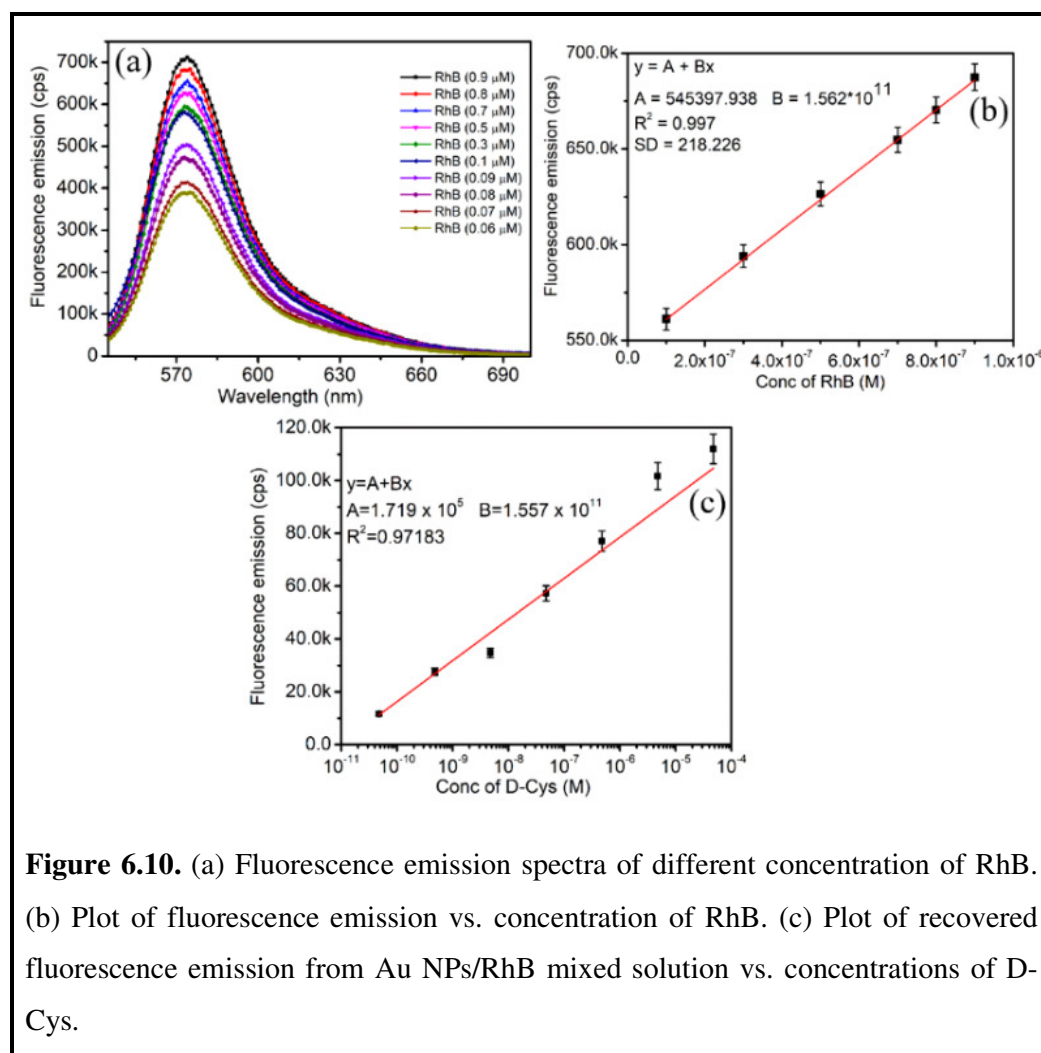 (a)
700k
600k
500k
400k
300k
200k
100k
0
Fluorescence emission (cps)
570 600 630 660 690
Wavelength (nm)
RhB (0.9 µM)
RhB (0.8 µM)
RhB (0.7 µM)
RhB (0.5 µM)
RhB (0.3 µM)
RhB (0.1 µM)
RhB (0.09 µM)
RhB (0.08 µM)
RhB (0.07 µM)
RhB (0.06 µM)
(b)
700.0k
650.0k
600.0k
550.0k
Fluorescence emission (cps)
y = A + Bx
A = 545397.938 B = 1.562*10¹¹
R² = 0.997
SD = 218.226
0.0 2.0x10⁻⁷ 4.0x10⁻⁷ 6.0x10⁻⁷ 8.0x10⁻⁷ 1.0x10⁻⁶
Conc of RhB (M)
(c)
120.0k
100.0k
80.0k
60.0k
40.0k
20.0k
0.0
Fluorescence emission (cps)
y=A+Bx
A=1.719 x 10⁵ B=1.557 x 10¹¹
R²=0.97183
10⁻¹¹ 10⁻¹⁰ 10⁻⁹ 10⁻⁸ 10⁻⁷ 10⁻⁶ 10⁻⁵ 10⁻⁴
Conc of D-Cys (M)
Figure 6.10. (a) Fluorescence emission spectra of different concentration of RhB.
(b) Plot of fluorescence emission vs. concentration of RhB. (c) Plot of recovered
fluorescence emission from Au NPs/RhB mixed solution vs. concentrations of D-
Cys.